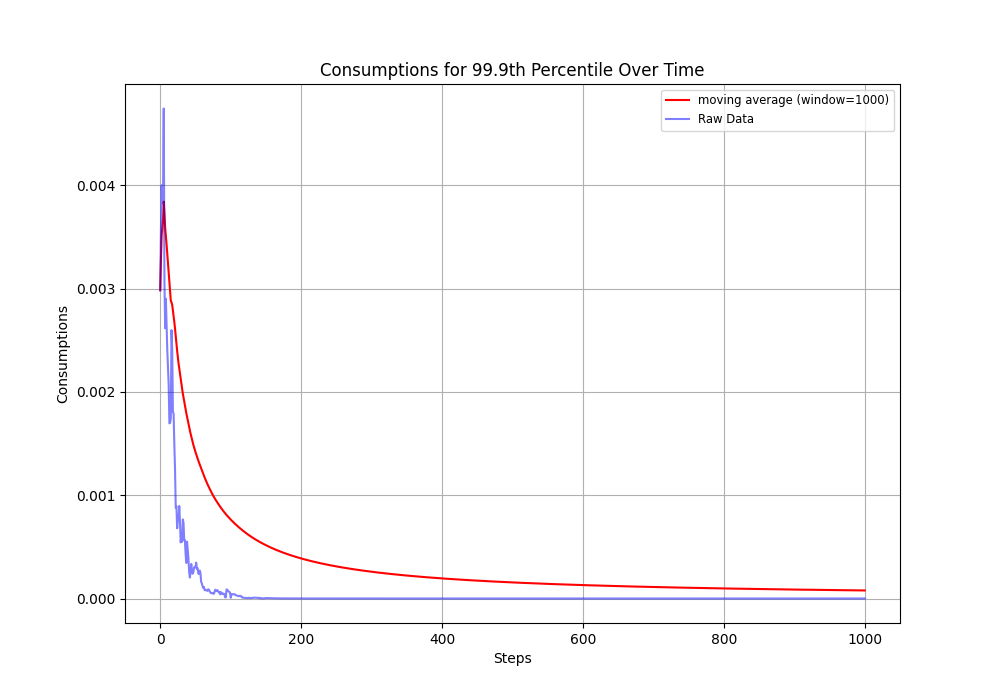 Consumptions for 99.9th Percentile Over Time
moving average (window=1000)
Raw Data
Consumptions
0.004
0.003
0.002
0.001
0.000
0 200 400 600 800 1000
Steps